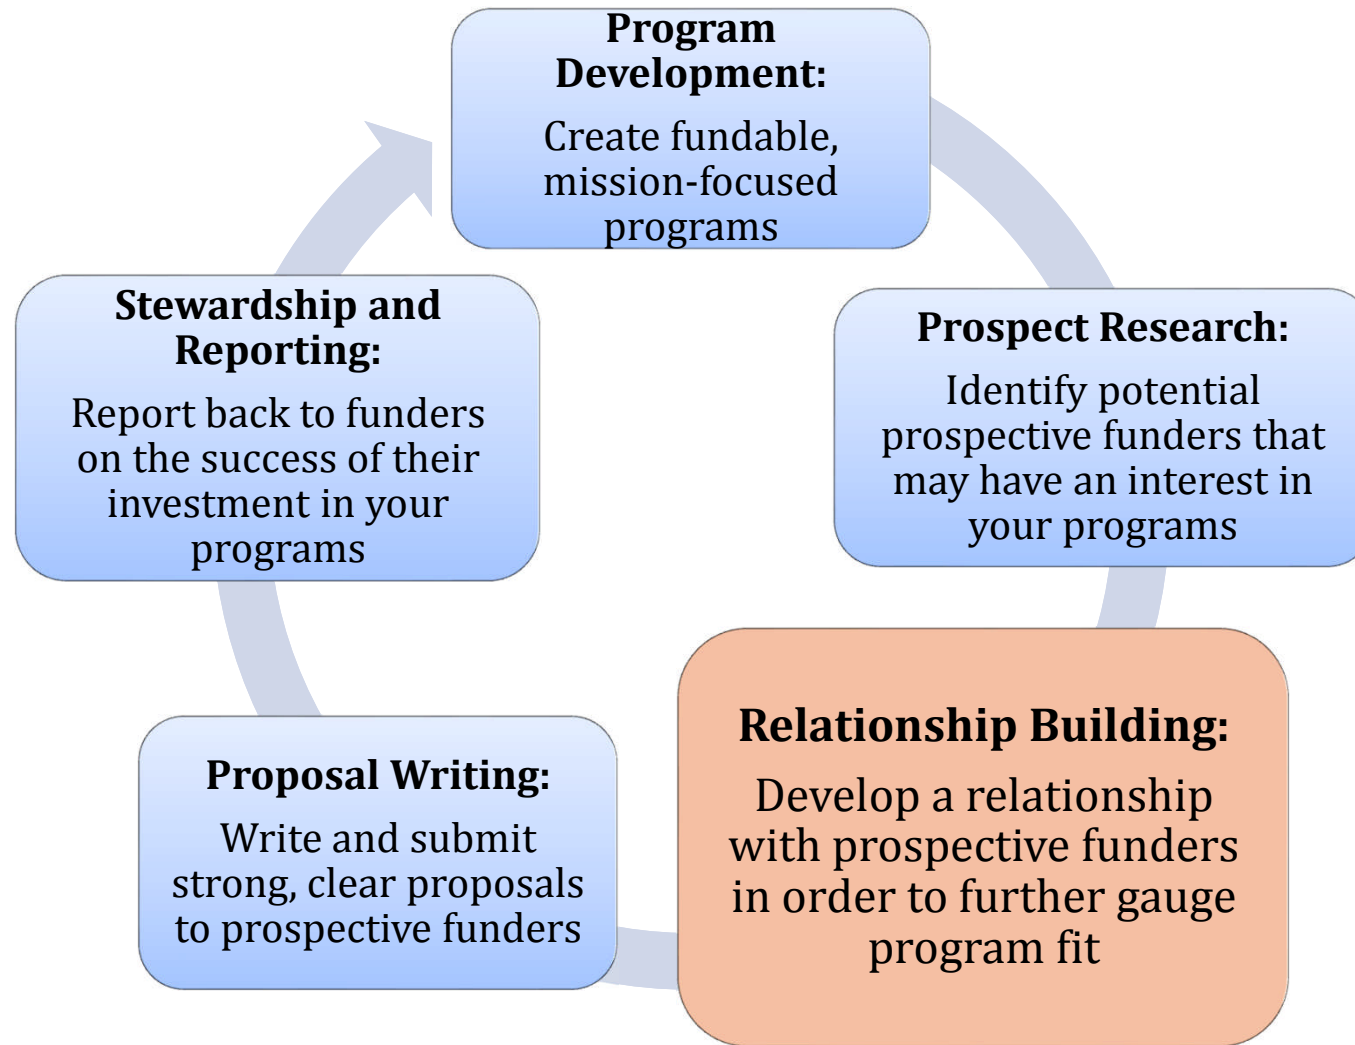 Program
Development:
Create fundable,
mission-focused
programs
Prospect Research:
Identify potential
prospective funders that
may have an interest in
your programs
Relationship Building:
Develop a relationship
with prospective funders
in order to further gauge
program fit
Proposal Writing:
Write and submit
strong, clear proposals
to prospective funders
Stewardship and
Reporting:
Report back to funders
on the success of their
investment in your
programs